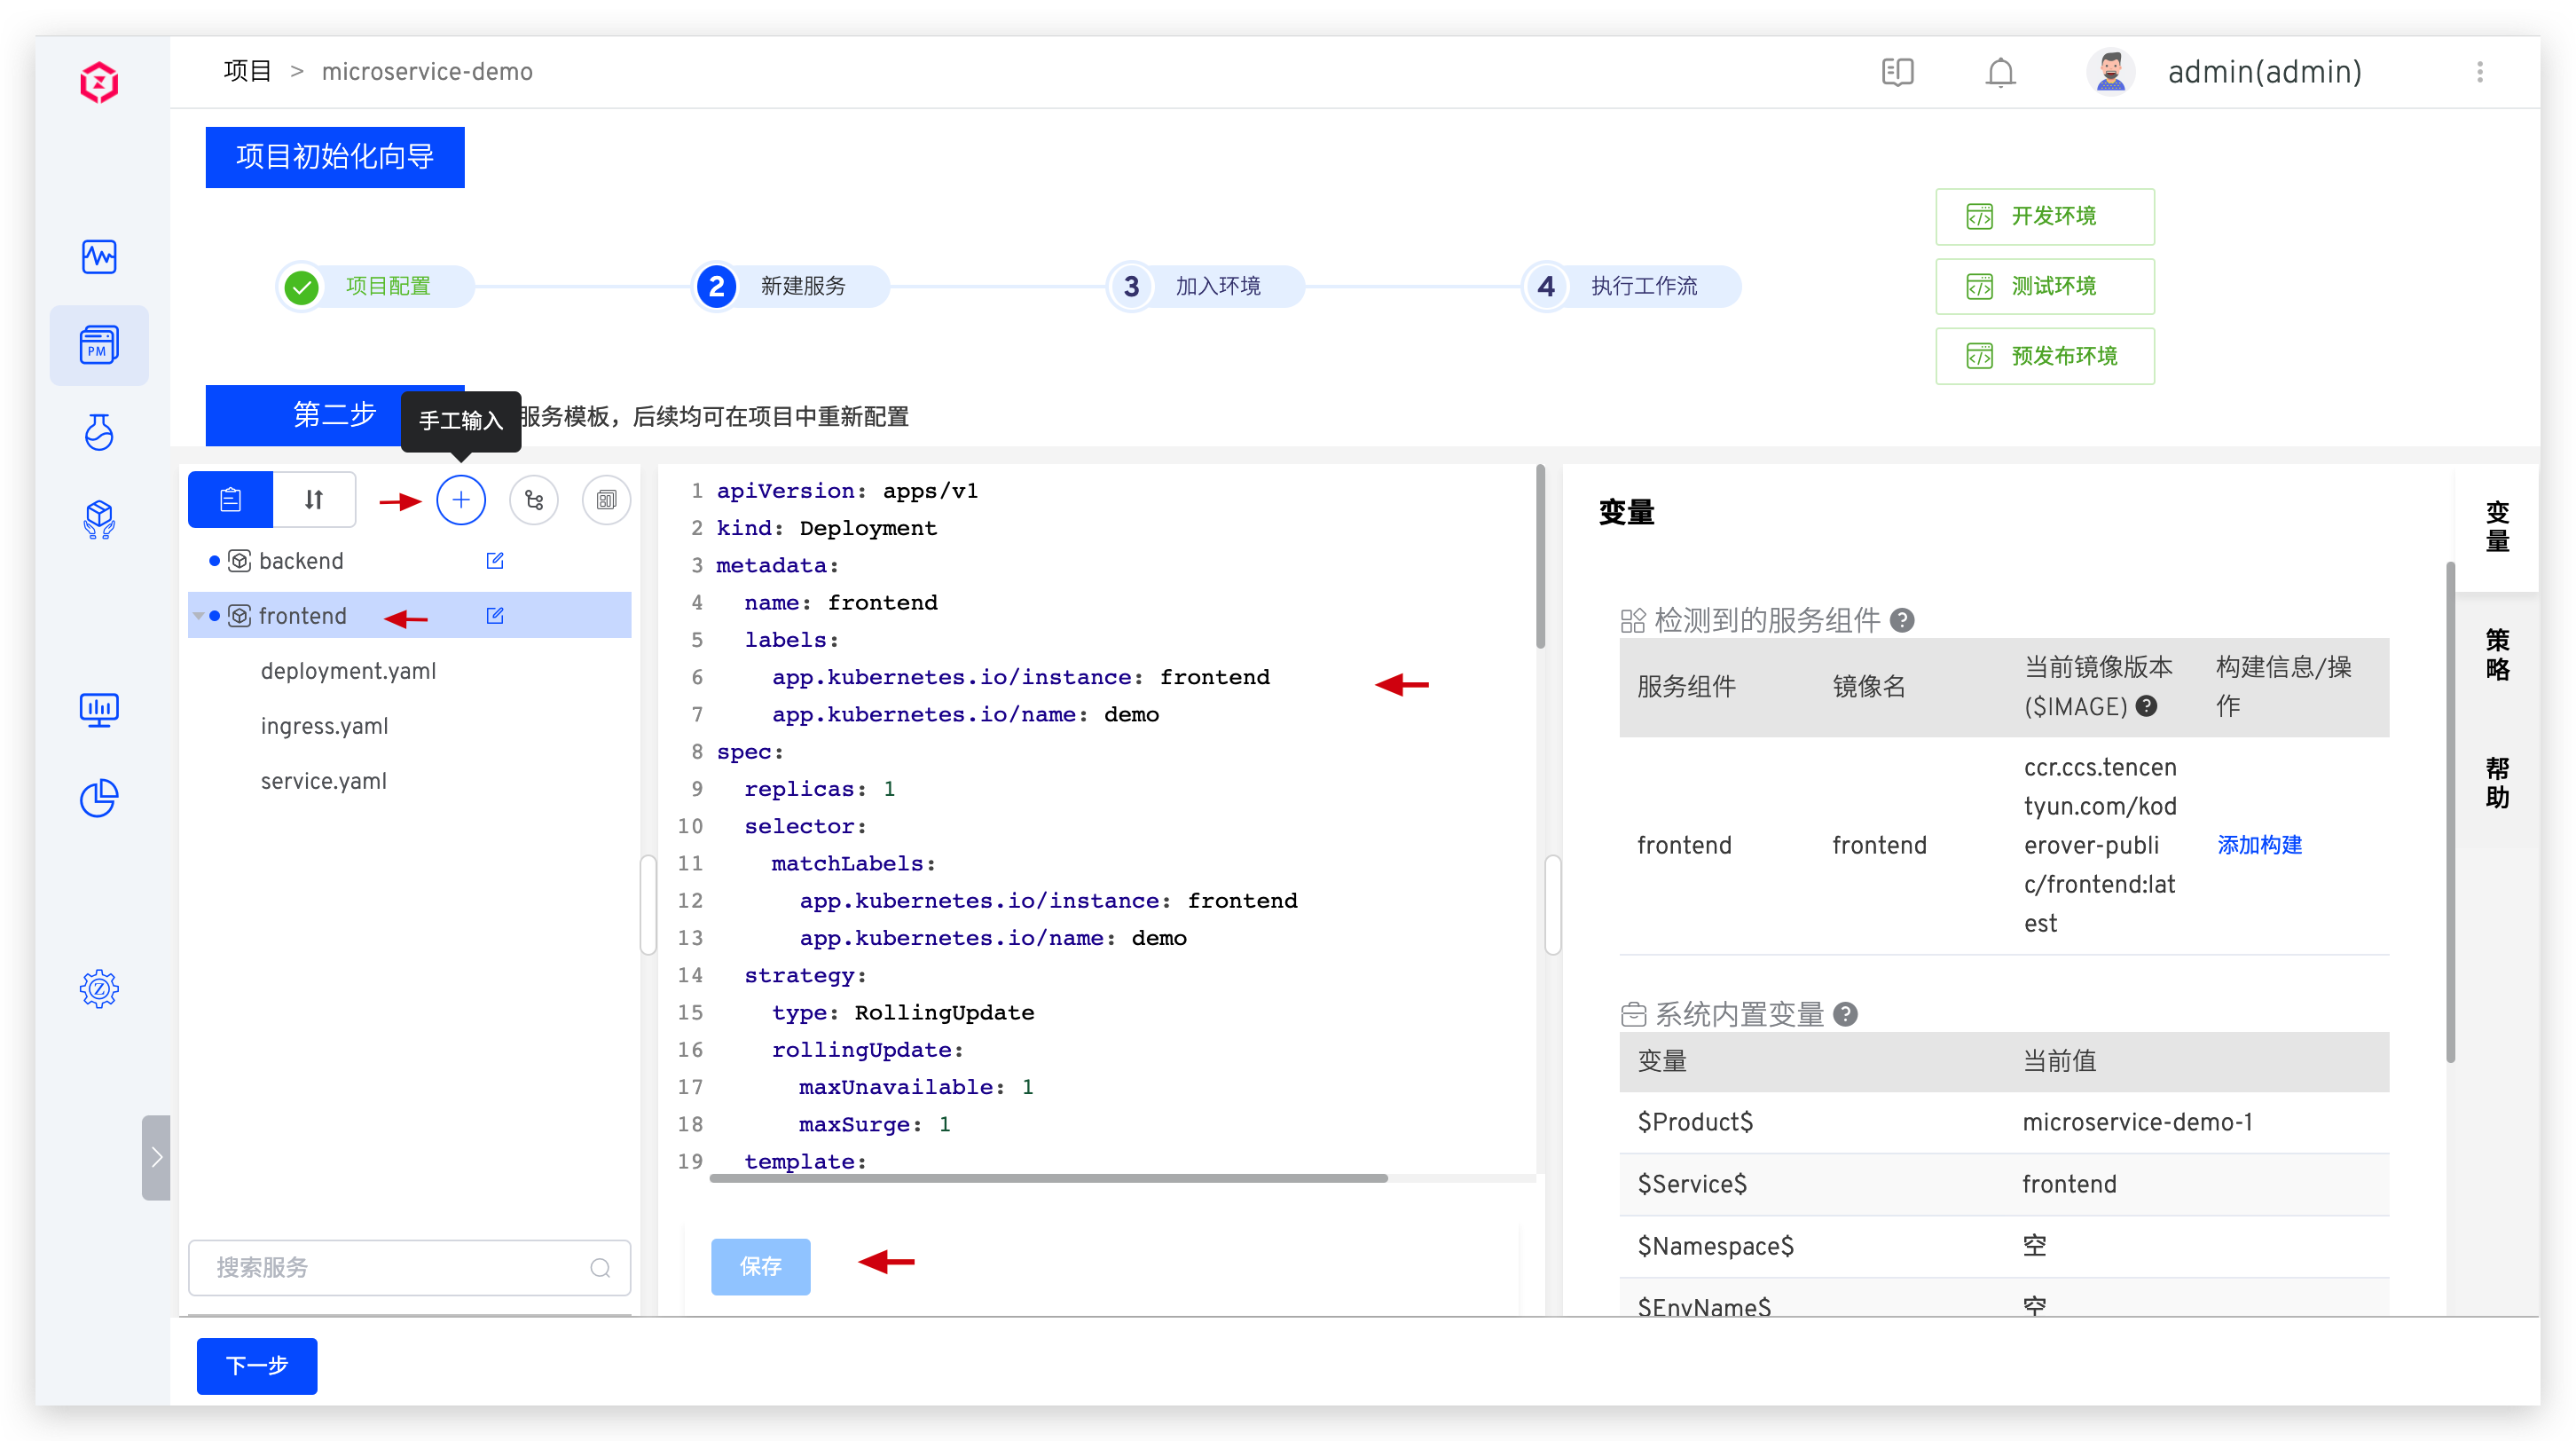 项目 > microservice-demo
admin(admin)
项目初始化向导
项目配置
2 新建服务
3 加入环境
4 执行工作流
开发环境
测试环境
预发布环境
PM
第二步
手工输入
服务模板，后续均可在项目中重新配置
backend
frontend
deployment.yaml
ingress.yaml
service.yaml
搜索服务
1 apiVersion: apps/v1
2 kind: Deployment
3 metadata:
4 name: frontend
5 labels:
6 app.kubernetes.io/instance: frontend
7 app.kubernetes.io/name: demo
8 spec:
9 replicas: 1
10 selector:
11 matchLabels:
12 app.kubernetes.io/instance: frontend
13 app.kubernetes.io/name: demo
14 strategy:
15 type: RollingUpdate
16 rollingUpdate:
17 maxUnavailable: 1
18 maxSurge: 1
19 template:
保存
变量
检测到的服务组件 ?
服务组件 镜像名 当前镜像版本 构建信息/操
($IMAGE) ? 作
ccr.ccs.tencen
tyun.com/kod
frontend frontend erover-publi 添加构建
c/frontend:lat
est
系统内置变量 ?
变量 当前值
$Product$ microservice-demo-1
$Service$ frontend
$Namespace$ 空
$EnvName$ 空
变量
策略
帮助
下一步